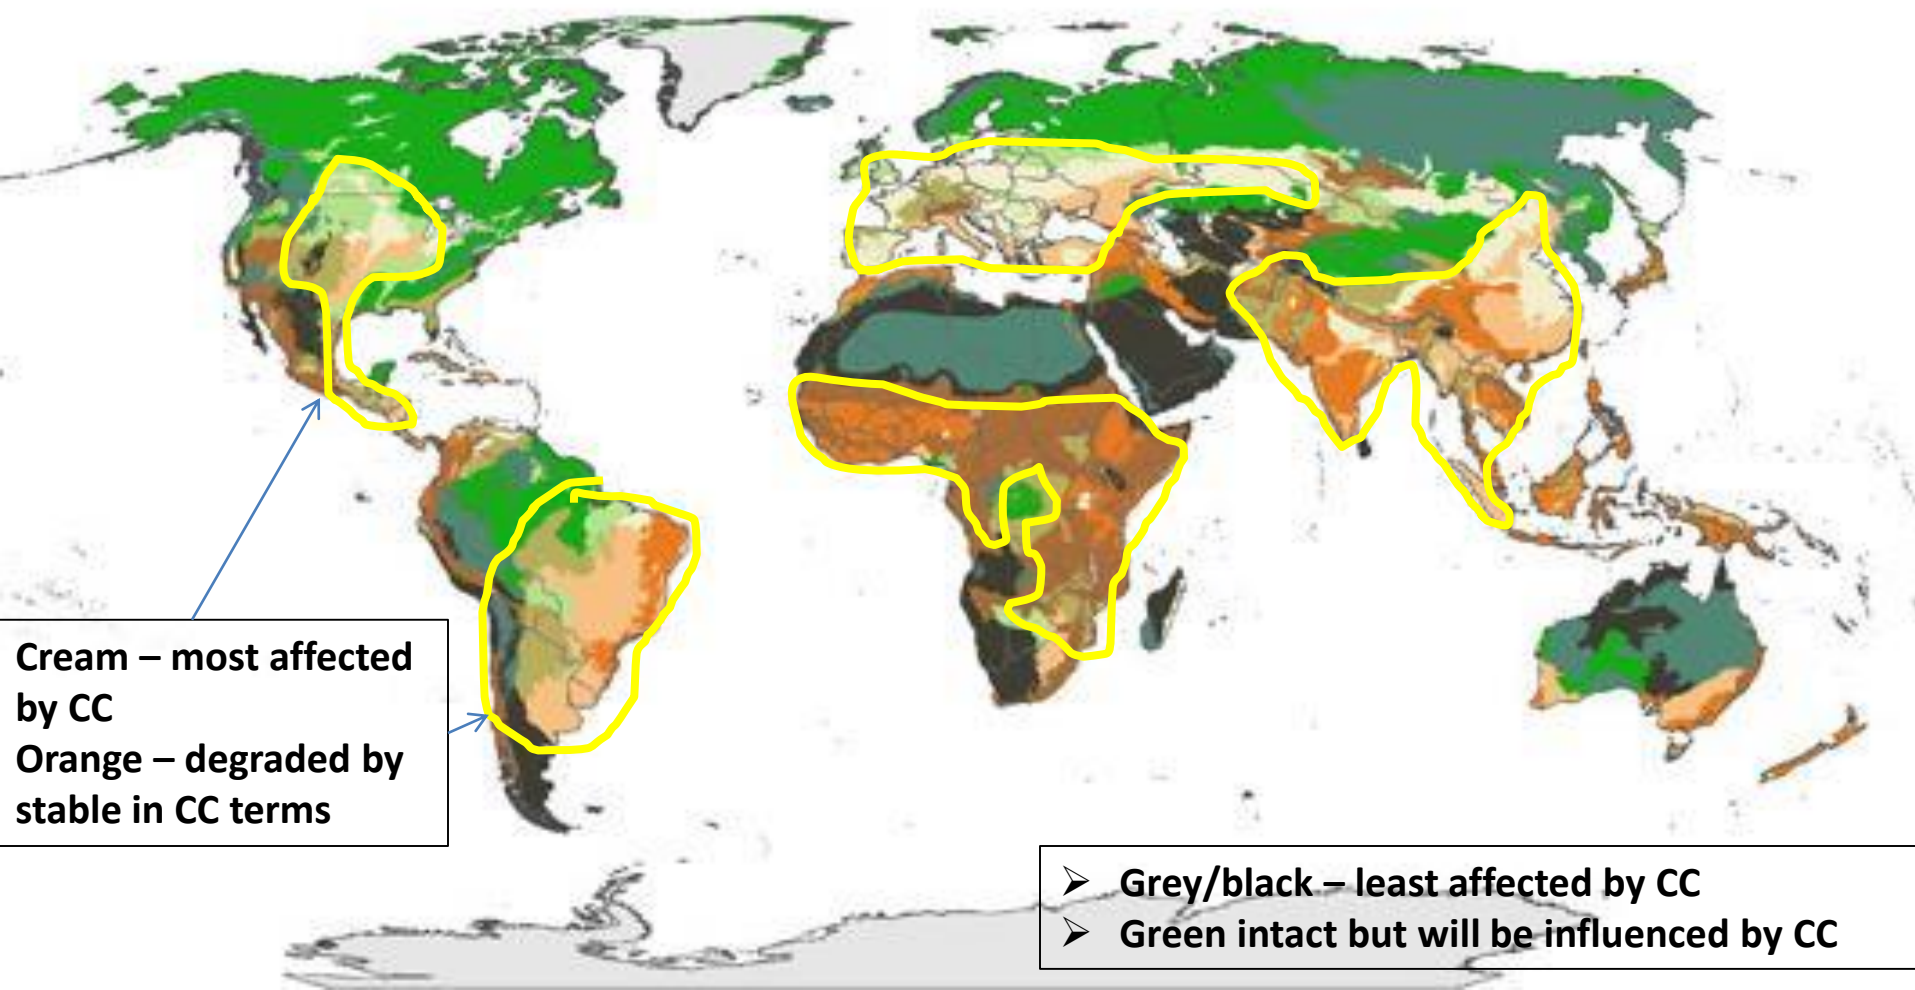 Cream – most affected
by CC
Orange – degraded by
stable in CC terms
➢ Grey/black – least affected by CC
➢ Green intact but will be influenced by CC